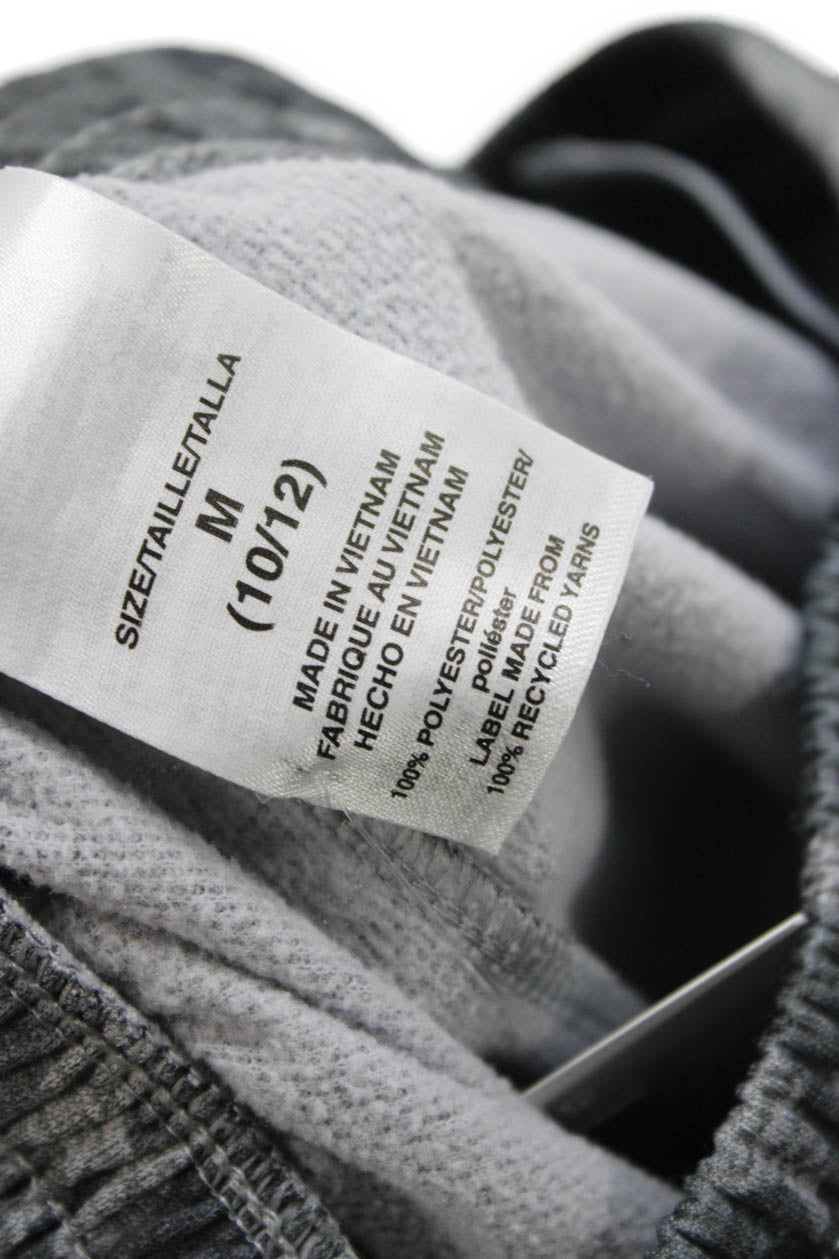 SIZE/TAILLE/TALLA
M
(10/12)
MADE IN VIETNAM
FABRIQUE AU VIETNAM
HECHO EN VIETNAM
100% POLYESTER/POLYESTER/
poliéster
LABEL MADE FROM
100% RECYCLED YARNS